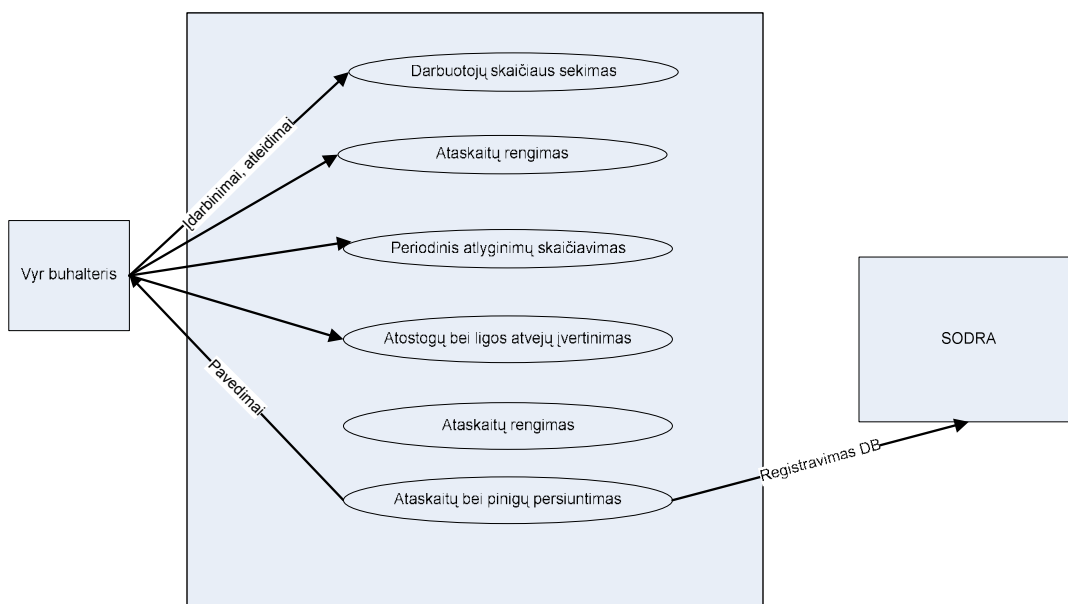 Darbuotojų skaičiaus sekimas
Įdarbinimai, atleidimai
Ataskaitų rengimas
Periodinis atlyginimų skaičiavimas
Vyr buhalteris
Atostogų bei ligos atvejų įvertinimas
SODRA
Pavedimai
Ataskaitų rengimas
Registravimas DB
Ataskaitų bei pinigų persiuntimas